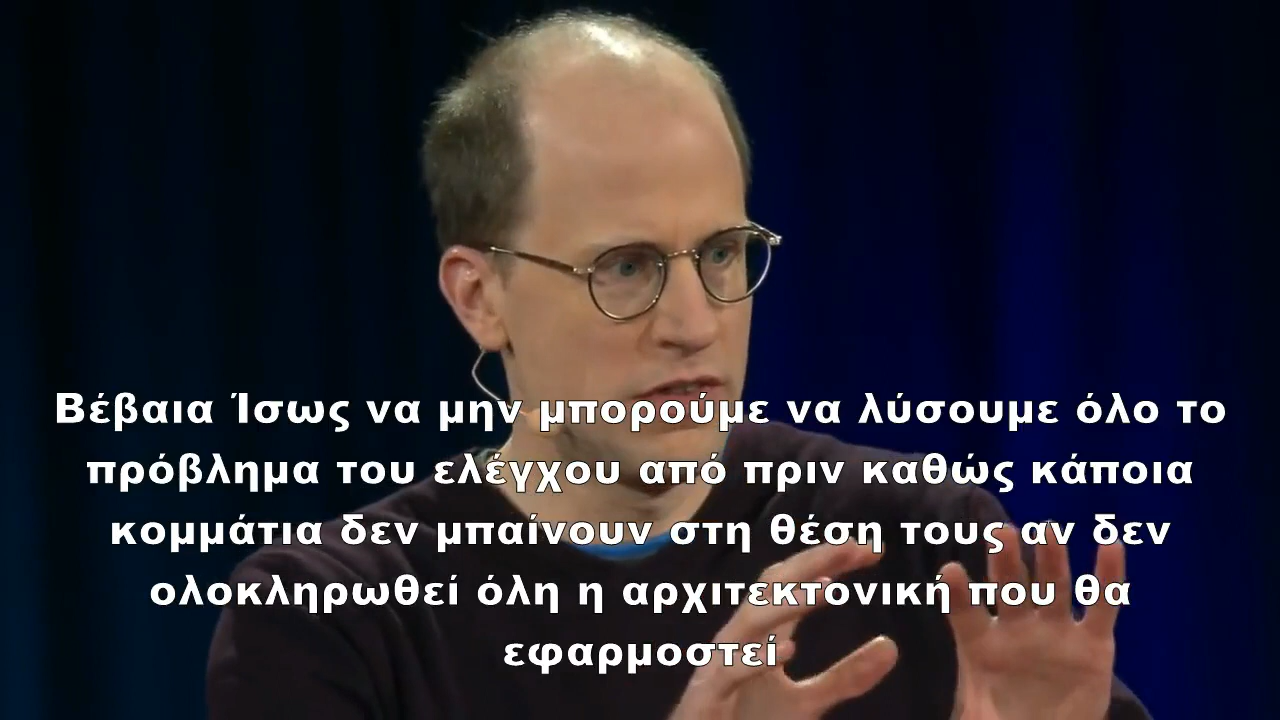 Βέβαια Ίσως να μην μπορούμε να λύσουμε όλο το
πρόβλημα του ελέγχου από πριν καθώς κάποια
κομμάτια δεν μπαίνουν στη θέση τους αν δεν
ολοκληρωθεί όλη η αρχιτεκτονική που θα
εφαρμοστεί